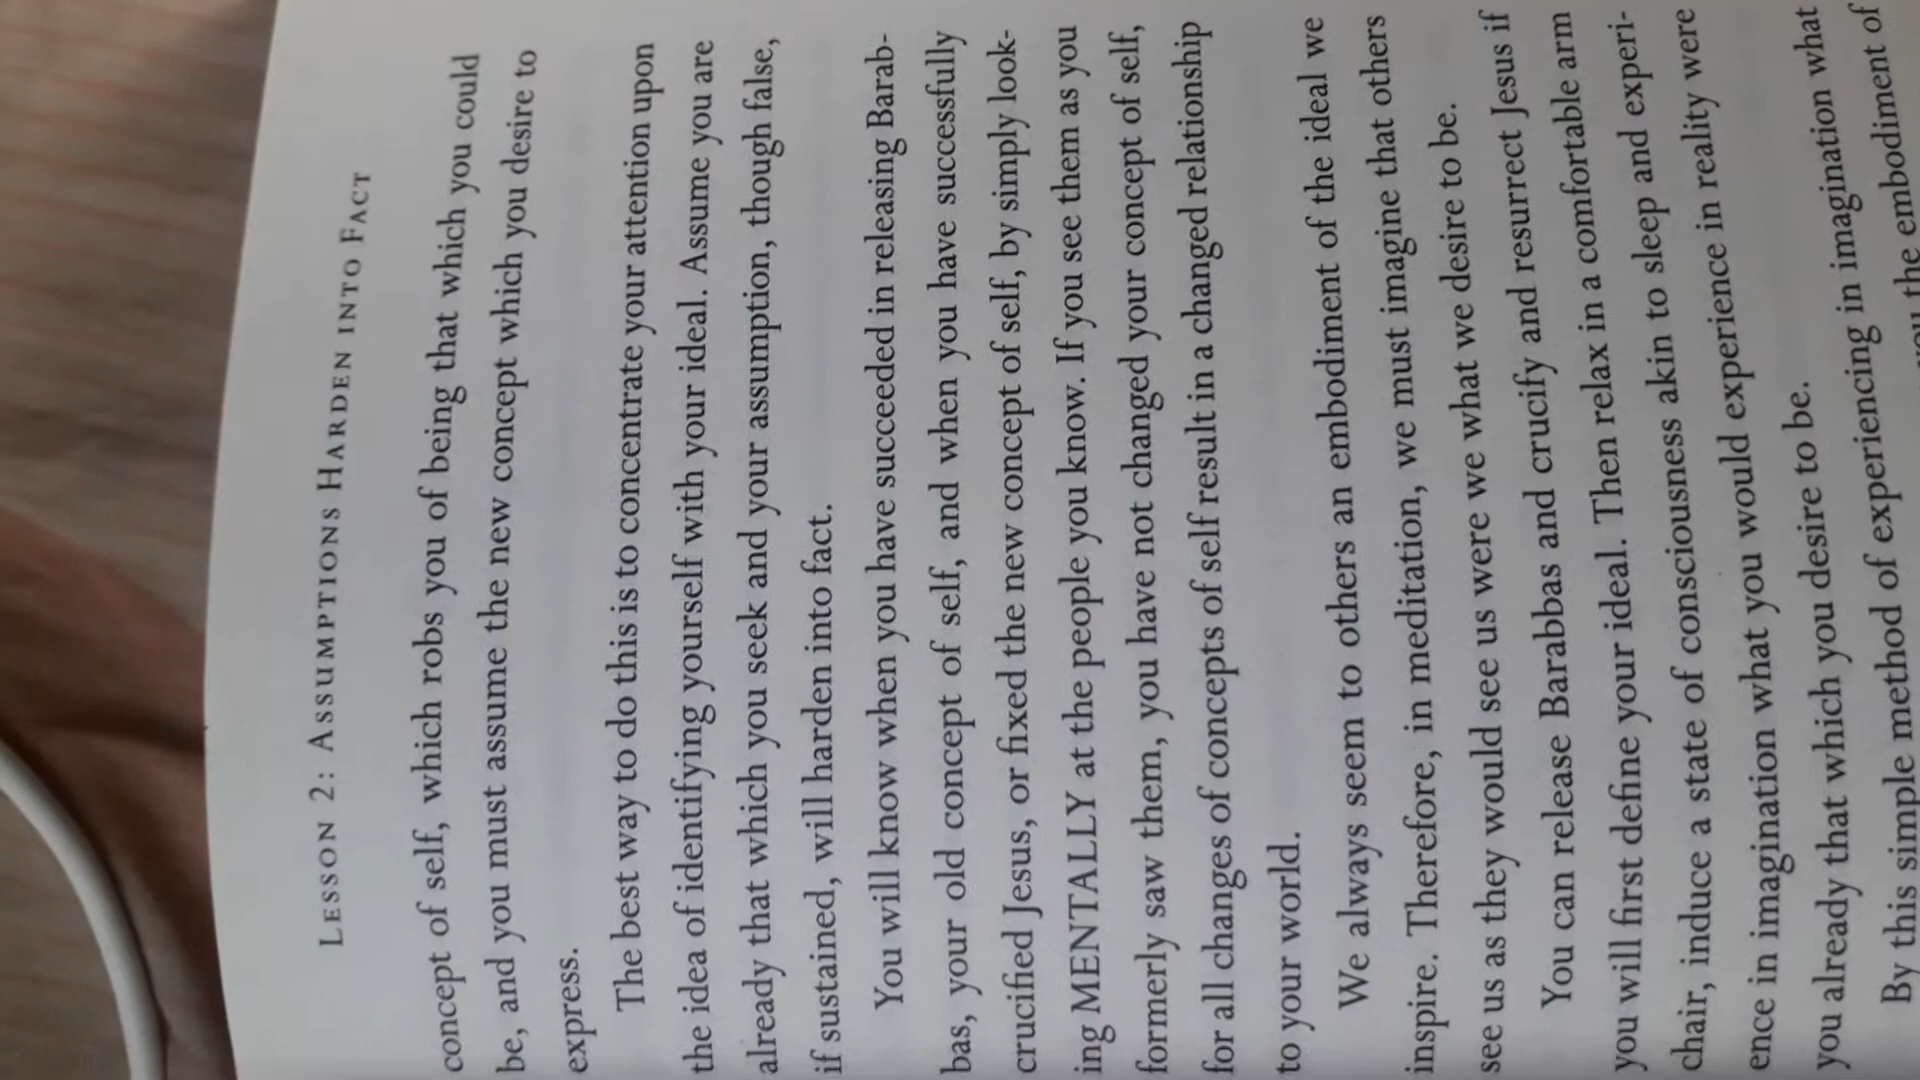 LESSON 2: ASSUMPTIONS HARDEN INTO FACT
concept of self, which robs you of being that which you could
be, and you must assume the new concept which you desire to
express.
The best way to do this is to concentrate your attention upon
the idea of identifying yourself with your ideal. Assume you are
already that which you seek and your assumption, though false,
if sustained, will harden into fact.
You will know when you have succeeded in releasing Barab-
bas, your old concept of self, and when you have successfully
crucified Jesus, or fixed the new concept of self, by simply look-
ing MENTALLY at the people you know. If you see them as you
formerly saw them, you have not changed your concept of self,
for all changes of concepts of self result in a changed relationship
to your world.
We always seem to others an embodiment of the ideal we
inspire. Therefore, in meditation, we must imagine that others
see us as they would see us were we what we desire to be.
You can release Barabbas and crucify and resurrect Jesus if
you will first define your ideal. Then relax in a comfortable arm
chair, induce a state of consciousness akin to sleep and experi-
ence in imagination what you would experience in reality were
you already that which you desire to be.
By this simple method of experiencing in imagination what
you the embodiment of